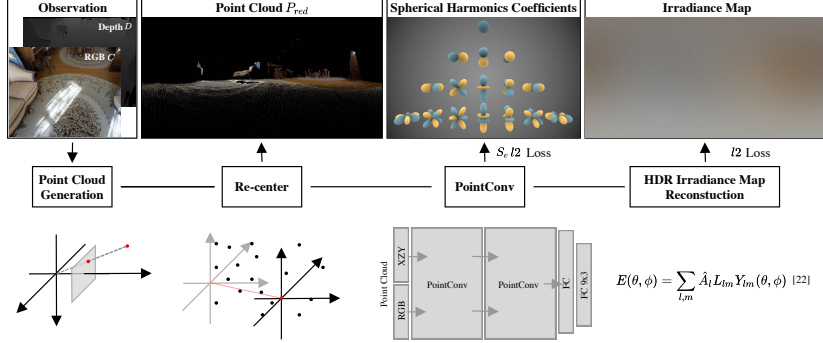 Observation
Depth D
RGB C
Point Cloud P_red
Spherical Harmonics Coefficients
Irradiance Map
S_e l2 Loss
l2 Loss
Point Cloud
Generation
Re-center
PointConv
HDR Irradiance Map
Reconstuction
Point Cloud
XZY
RGB
PointConv
PointConv
FC
FC 9x3
E(θ, ϕ) = ∑_{l,m} Â_l L_{lm} Y_{lm}(θ, ϕ) [22]